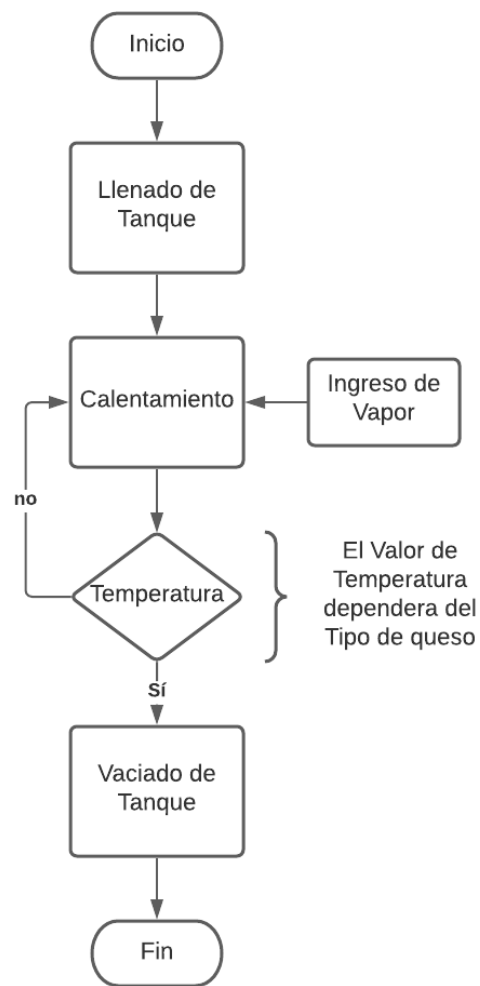 Inicio
Llenado de
Tanque
Calentamiento
Ingreso de
Vapor
no
Temperatura
El Valor de
Temperatura
dependera del
Tipo de queso
Sí
Vaciado de
Tanque
Fin